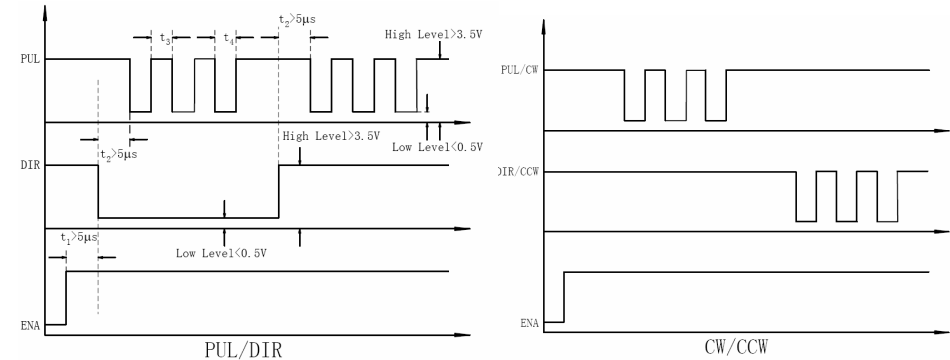 t₂>5μs
t₃
t₄
High Level>3.5V
PUL
High Level>3.5V
Low Level<0.5V
t₂>5μs
DIR
t₁>5μs
Low Level<0.5V
ENA
PUL/DIR
PUL/CW
DIR/CCW
ENA
CW/CCW